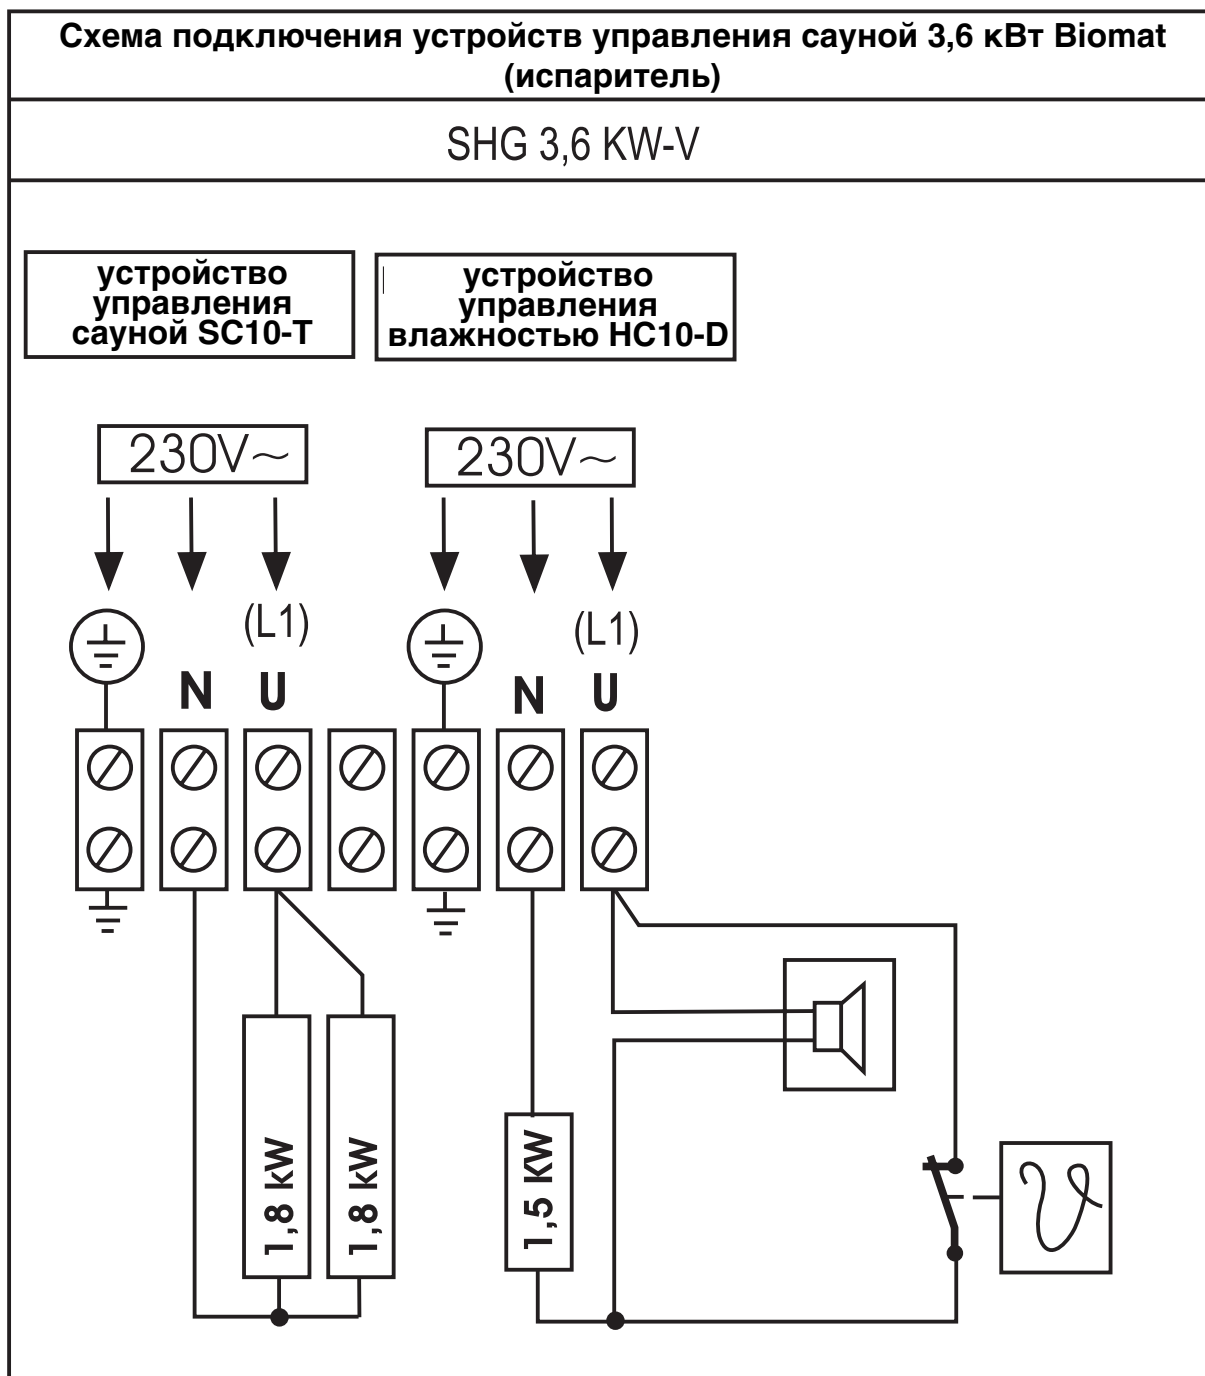 Схема подключения устройств управления сауной 3,6 кВт Biomat
(испаритель)
SHG 3,6 KW-V
устройство
управления
сауной SC10-T
устройство
управления
влажностью HC10-D
230V~
230V~
(L1)
(L1)
N
U
N
U
1,8 kW
1,8 kW
1,5 KW